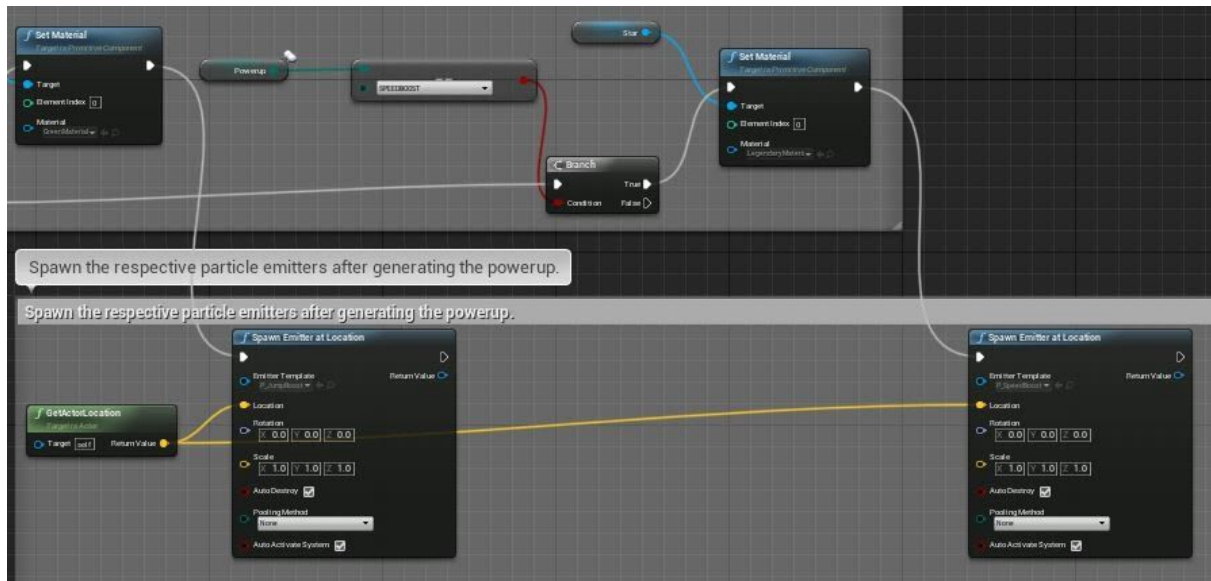 Set Material
Target is Primitive Component
Target
Element Index 0
Material
GreenMaterial
Powerup
==
SPEEDBOOST
Star
Set Material
Target is Primitive Component
Target
Element Index 0
Material
LegendaryMateri
Branch
True
Condition
False
Spawn the respective particle emitters after generating the powerup.
Spawn the respective particle emitters after generating the powerup.
GetActorLocation
Target is Actor
Target self
Return Value
Spawn Emitter at Location
Emitter Template
Return Value
P_JumpBoost
Location
Rotation
X 0.0 Y 0.0 Z 0.0
Scale
X 1.0 Y 1.0 Z 1.0
Auto Destroy
Pooling Method
None
Auto Activate System
Spawn Emitter at Location
Emitter Template
Return Value
P_SpeedBoost
Location
Rotation
X 0.0 Y 0.0 Z 0.0
Scale
X 1.0 Y 1.0 Z 1.0
Auto Destroy
Pooling Method
None
Auto Activate System